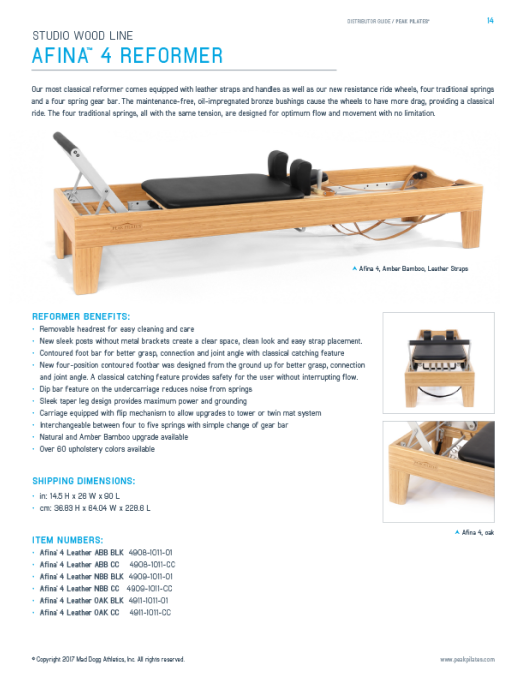 DISTRIBUTOR GUIDE / PEAK PILATES® 14
STUDIO WOOD LINE
AFINA™ 4 REFORMER
Our most classical reformer comes equipped with leather straps and handles as well as our new resistance ride wheels, four traditional springs
and a four spring gear bar. The maintenance-free, oil-impregnated bronze bushings cause the wheels to have more drag, providing a classical
ride. The four traditional springs, all with the same tension, are designed for optimum flow and movement with no limitation.
Afina 4, Amber Bamboo, Leather Straps
REFORMER BENEFITS:
· Removable headrest for easy cleaning and care
· New sleek posts without metal brackets create a clear space, clean look and easy strap placement.
· Contoured foot bar for better grasp, connection and joint angle with classical catching feature
· New four-position contoured footbar was designed from the ground up for better grasp, connection
and joint angle. A classical catching feature provides safety for the user without interrupting flow.
· Dip bar feature on the undercarriage reduces noise from springs
· Sleek taper leg design provides maximum power and grounding
· Carriage equipped with flip mechanism to allow upgrades to tower or twin mat system
· Interchangeable between four to five springs with simple change of gear bar
· Natural and Amber Bamboo upgrade available
· Over 60 upholstery colors available
SHIPPING DIMENSIONS:
· in: 14.5 H x 26 W x 90 L
· cm: 36.83 H x 64.04 W x 228.6 L
Afina 4, oak
ITEM NUMBERS:
· Afina™ 4 Leather ABB BLK 4908-1011-01
· Afina™ 4 Leather ABB CC 4908-1011-CC
· Afina™ 4 Leather NBB BLK 4909-1011-01
· Afina™ 4 Leather NBB CC 4909-1011-CC
· Afina™ 4 Leather OAK BLK 4911-1011-01
· Afina™ 4 Leather OAK CC 4911-1011-CC
© Copyright 2017 Mad Dogg Athletics, Inc. All rights reserved. www.peakpilates.com